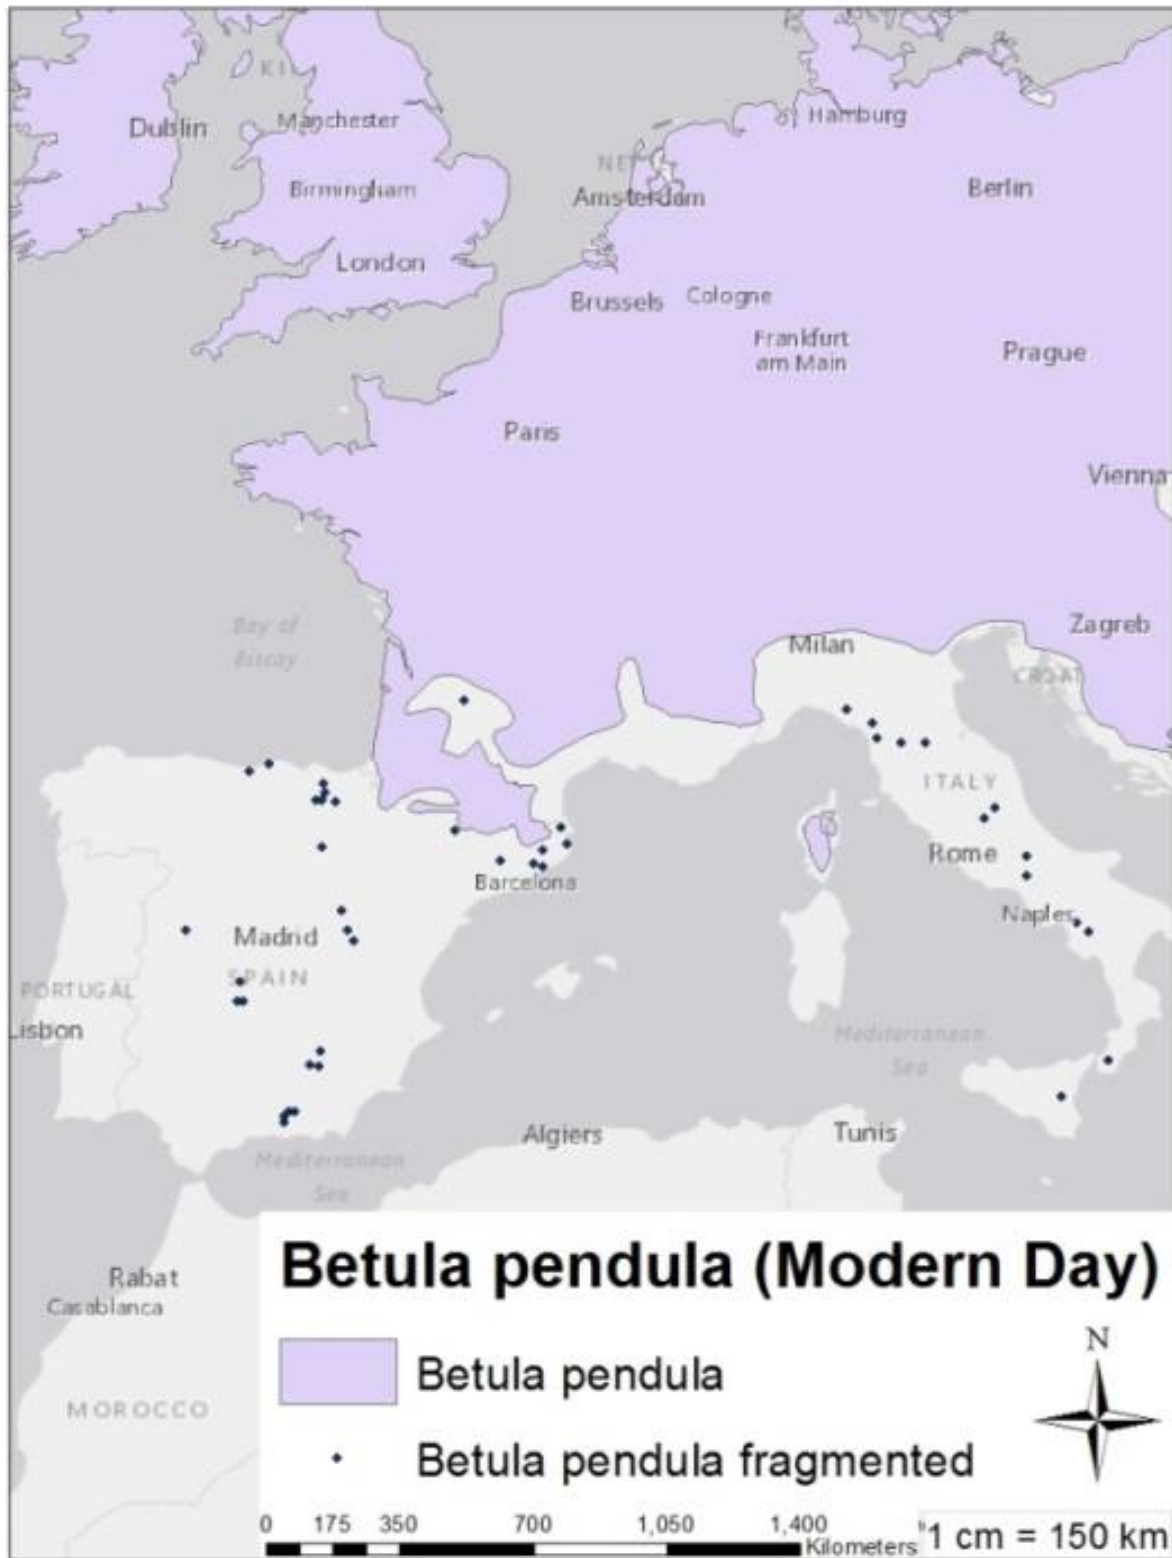 KI
Dublin
Manchester
Hamburg
NE
Birmingham
Amsterdam
Berlin
London
Brussels
Cologne
Frankfurt
am Main
Prague
Paris
Vienna
Bay of
Biscay
Zagreb
Milan
CROAT
ITALY
Rome
Barcelona
Naples
Madrid
SPAIN
PORTUGAL
Lisbon
Mediterranean
Sea
Algiers
Tunis
Mediterranean
Sea
Rabat
Casablanca
MOROCCO
Betula pendula (Modern Day)
N
Betula pendula
Betula pendula fragmented
0 175 350 700 1,050 1,400
Kilometers
1 cm = 150 km